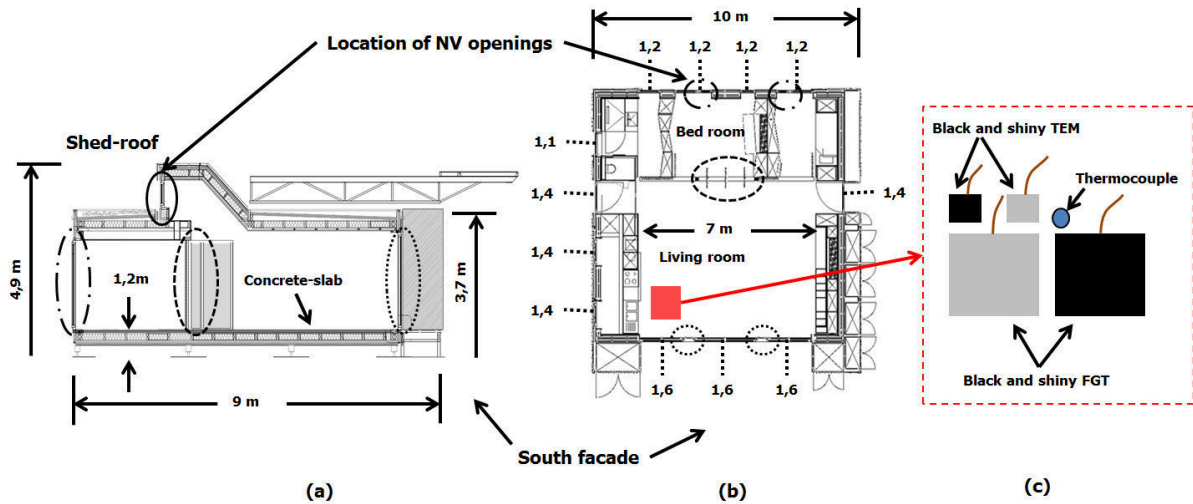 Location of NV openings
10 m
1,2
1,2
1,2
1,2
Shed-roof
Bed room
Black and shiny TEM
1,1
1,4
1,4
Thermocouple
4,9 m
1,2m
Concrete-slab
3,7 m
7 m
Living room
1,4
1,4
9 m
1,6
1,6
1,6
Black and shiny FGT
South facade
(a)
(b)
(c)